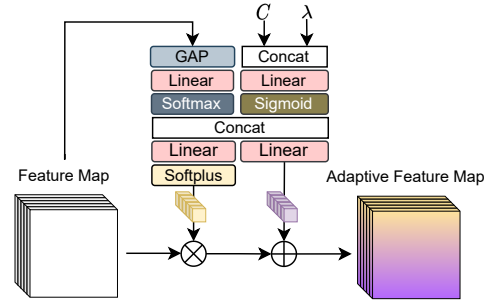 C λ
GAP Concat
Linear Linear
Softmax Sigmoid
Concat
Linear Linear
Softplus
Feature Map
Adaptive Feature Map